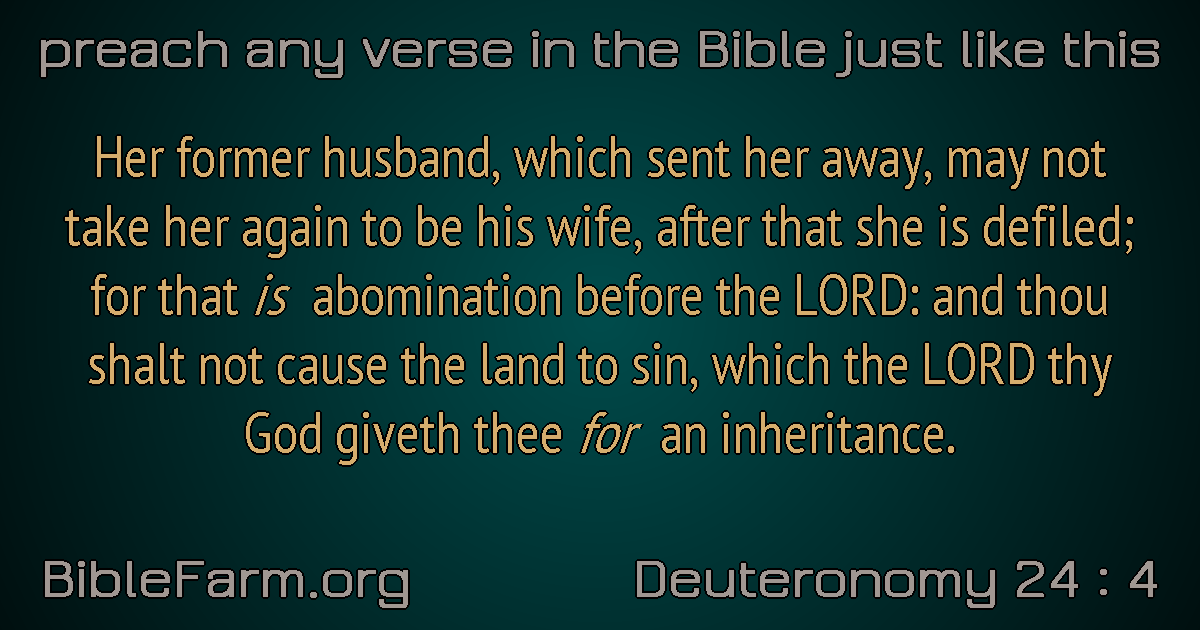 preach any verse in the Bible just like this
Her former husband, which sent her away, may not
take her again to be his wife, after that she is defiled;
for that is abomination before the LORD: and thou
shalt not cause the land to sin, which the LORD thy
God giveth thee for an inheritance.
BibleFarm.org
Deuteronomy 24 : 4